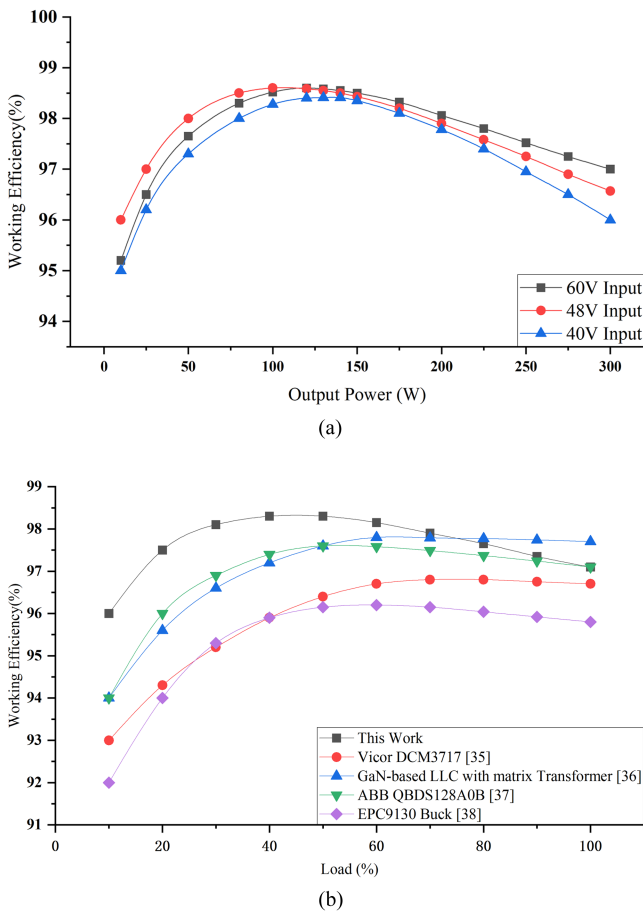 100
99
98
97
96
95
94
Working Efficiency(%)
0 50 100 150 200 250 300
Output Power (W)
60V Input
48V Input
40V Input
(a)
99
98
97
96
95
94
93
92
91
Working Efficiency(%)
0 20 40 60 80 100
Load (%)
This Work
Vicor DCM3717 [35]
GaN-based LLC with matrix Transformer [36]
ABB QBDS128A0B [37]
EPC9130 Buck [38]
(b)